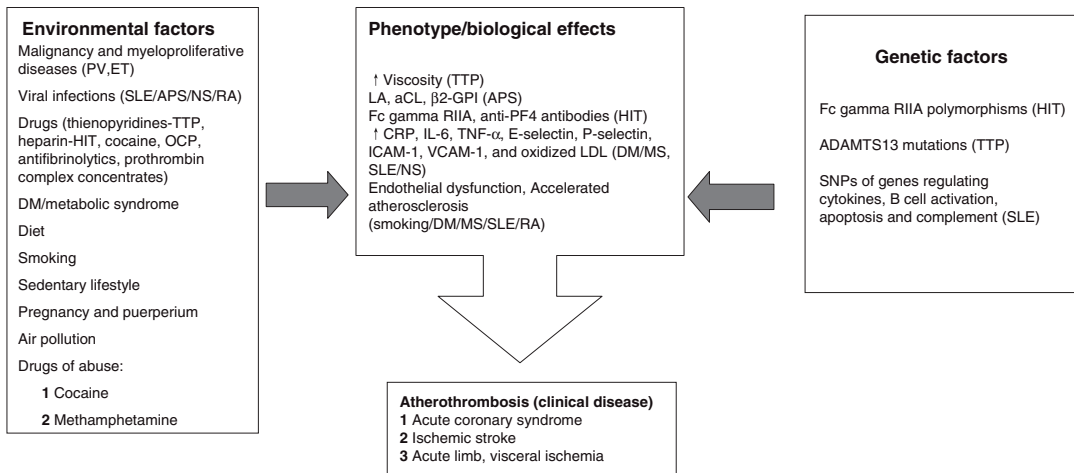 Environmental factors
Malignancy and myeloproliferative
diseases (PV,ET)
Viral infections (SLE/APS/NS/RA)
Drugs (thienopyridines-TTP,
heparin-HIT, cocaine, OCP,
antifibrinolytics, prothrombin
complex concentrates)
DM/metabolic syndrome
Diet
Smoking
Sedentary lifestyle
Pregnancy and puerperium
Air pollution
Drugs of abuse:
1 Cocaine
2 Methamphetamine
Phenotype/biological effects
↑ Viscosity (TTP)
LA, aCL, β2-GPI (APS)
Fc gamma RIIA, anti-PF4 antibodies (HIT)
↑ CRP, IL-6, TNF-α, E-selectin, P-selectin,
ICAM-1, VCAM-1, and oxidized LDL (DM/MS,
SLE/NS)
Endothelial dysfunction, Accelerated
atherosclerosis
(smoking/DM/MS/SLE/RA)
Genetic factors
Fc gamma RIIA polymorphisms (HIT)
ADAMTS13 mutations (TTP)
SNPs of genes regulating
cytokines, B cell activation,
apoptosis and complement (SLE)
Atherothrombosis (clinical disease)
1 Acute coronary syndrome
2 Ischemic stroke
3 Acute limb, visceral ischemia